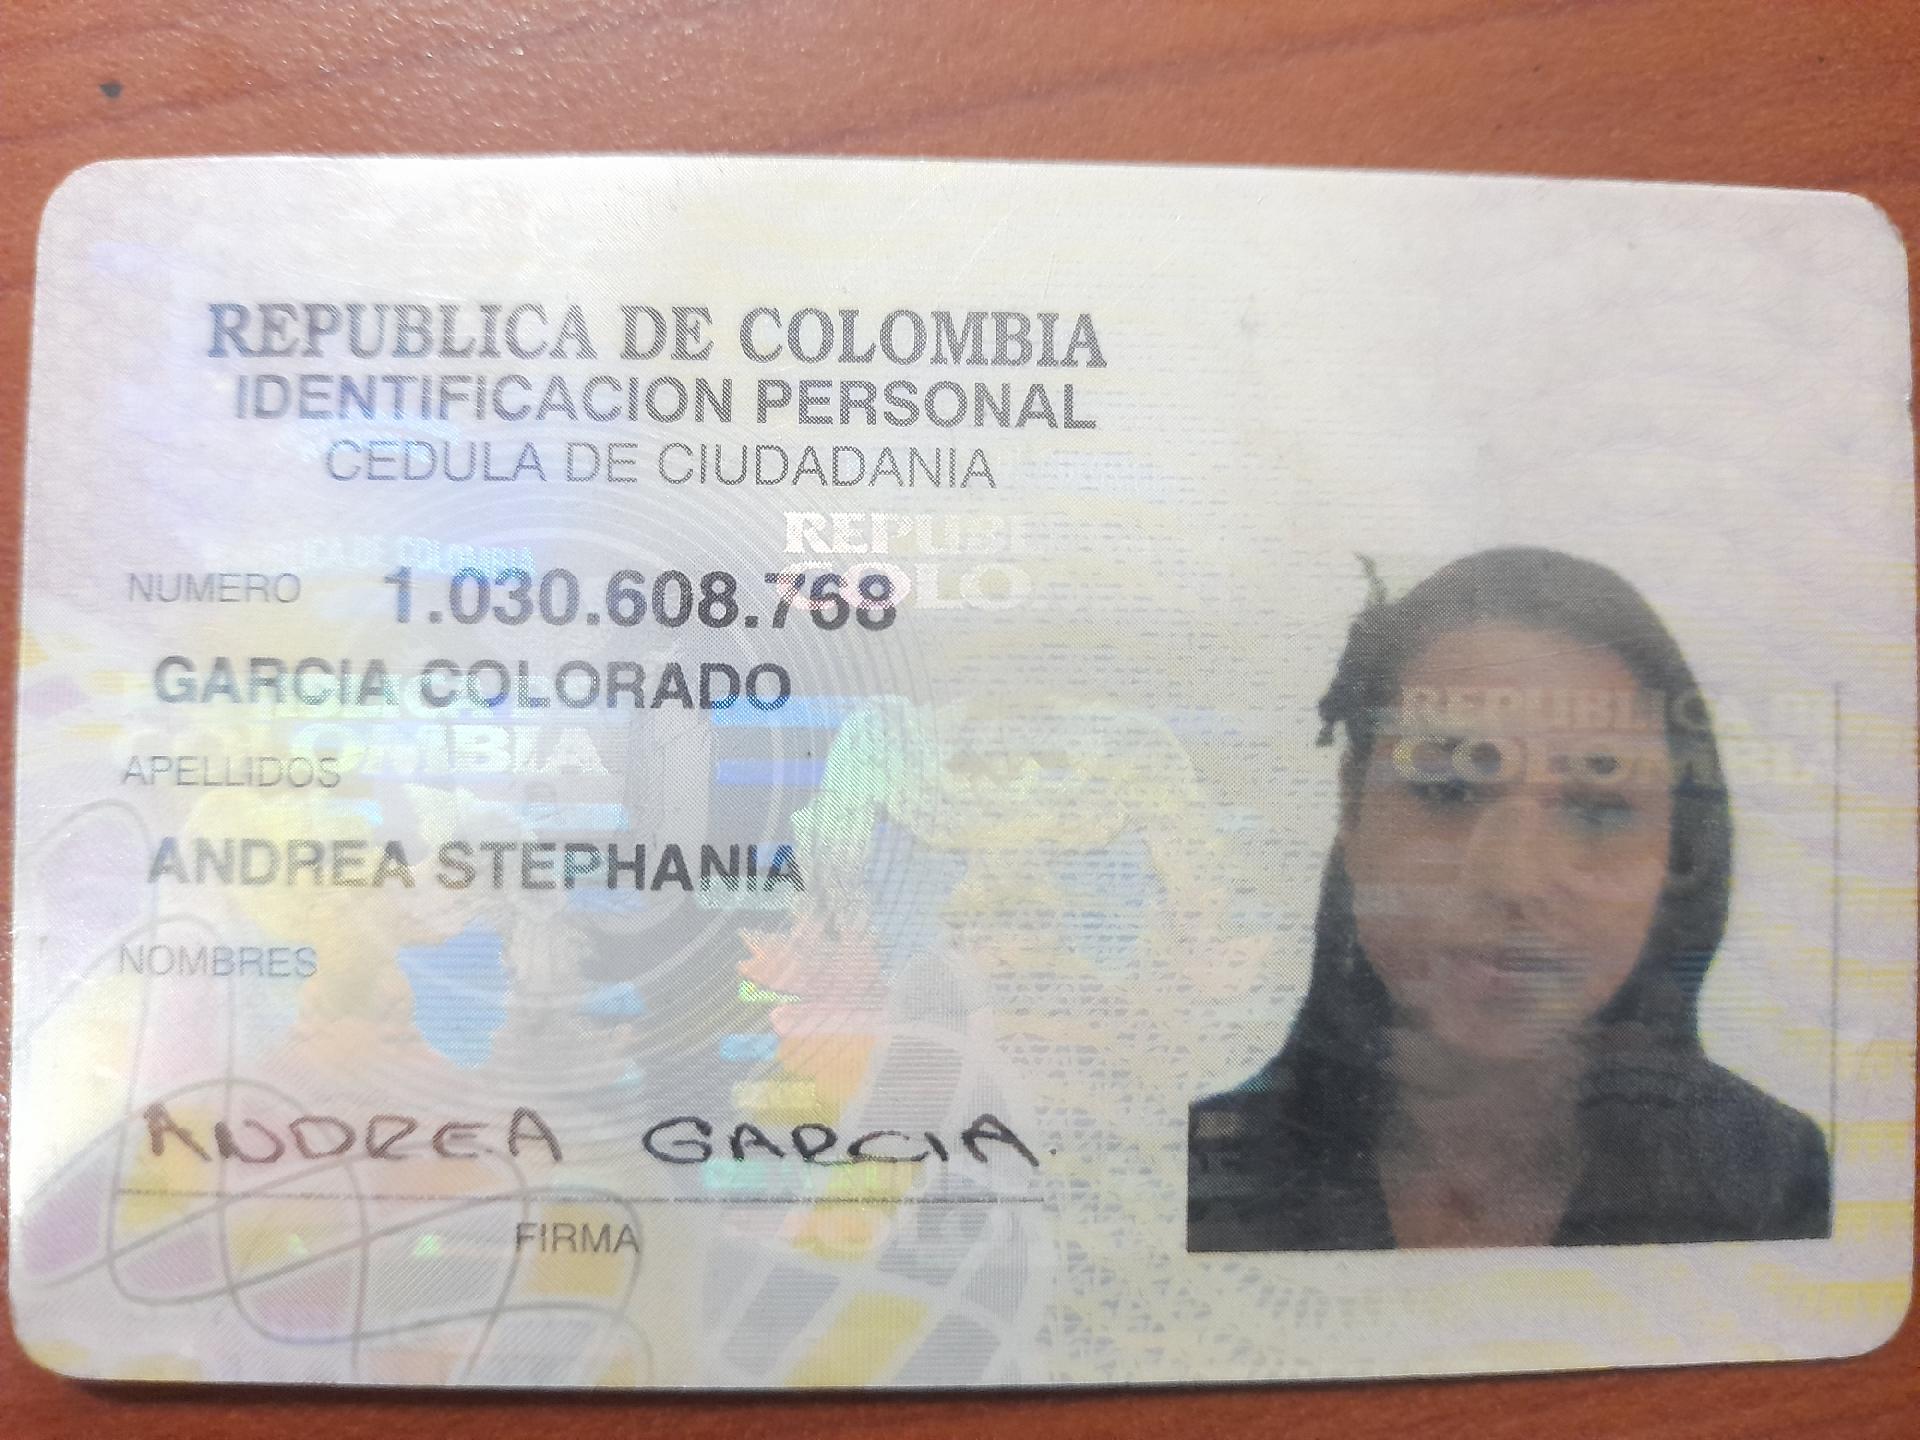 REPUBLICA DE COLOMBIA
IDENTIFICACION PERSONAL
CEDULA DE CIUDADANIA
NUMERO 1.030.608.768
GARCIA COLORADO
APELLIDOS
ANDREA STEPHANIA
NOMBRES
ANDREA GARCIA
FIRMA